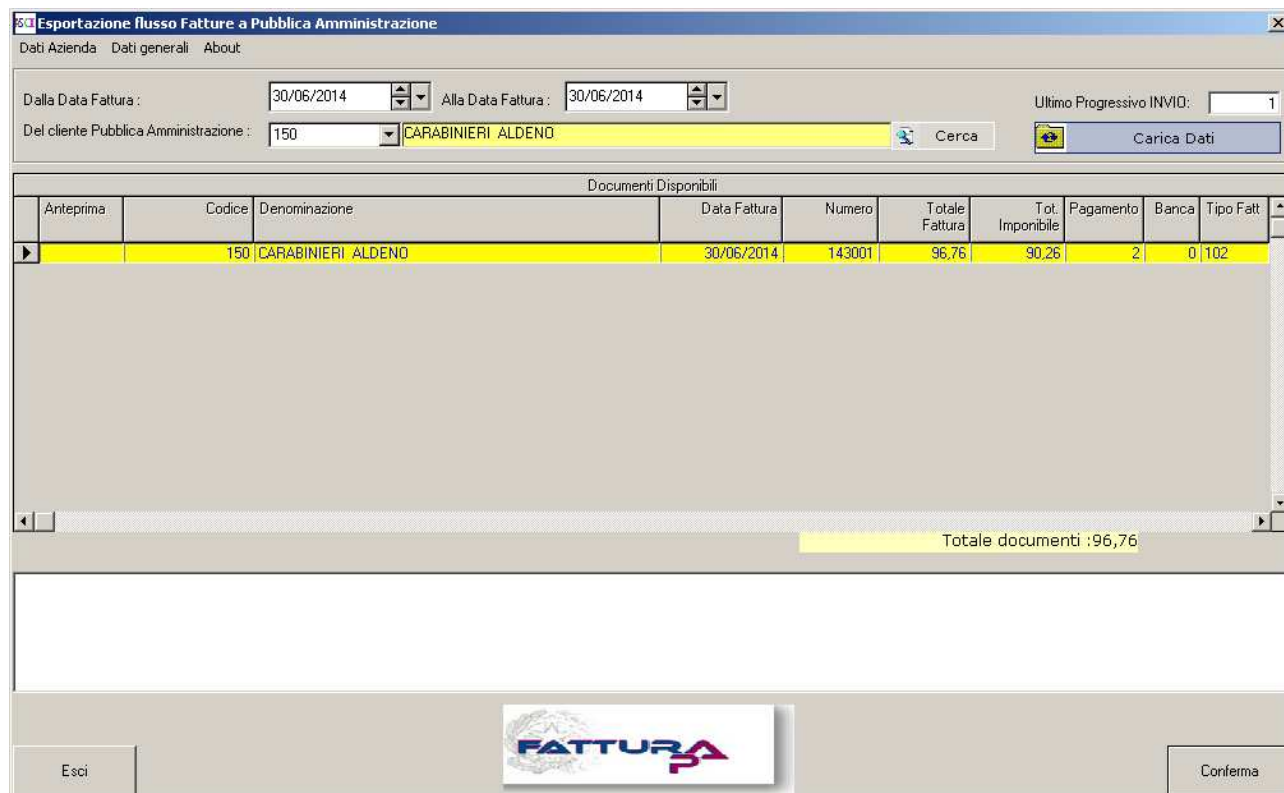 Esportazione flusso Fatture a Pubblica Amministrazione
Dati Azienda Dati generali About
Dalla Data Fattura : 30/06/2014 Alla Data Fattura : 30/06/2014 Ultimo Progressivo INVIO: 1
Del cliente Pubblica Amministrazione : 150 CARABINIERI ALDENO Cerca Carica Dati
Documenti Disponibili
Anteprima Codice Denominazione Data Fattura Numero Totale Fattura Tot. Imponibile Pagamento Banca Tipo Fatt
150 CARABINIERI ALDENO 30/06/2014 143001 96,76 90,26 2 0 102
Totale documenti :96,76
FATTURAPA
Esci Conferma